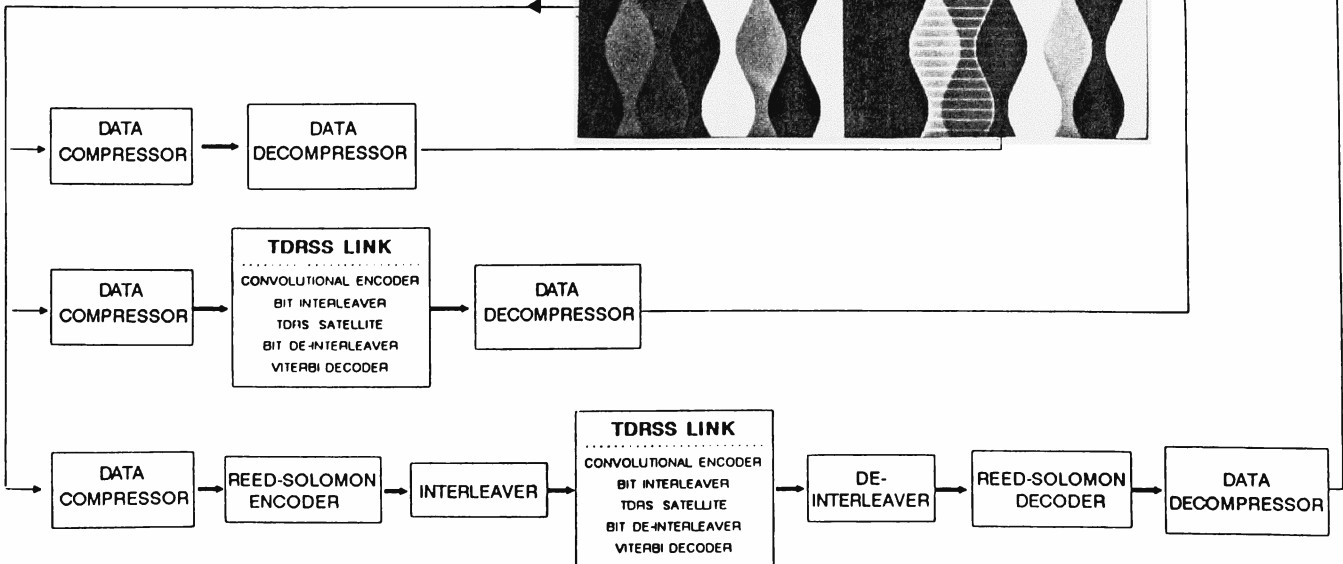 DATA
COMPRESSOR
DATA
DECOMPRESSOR
DATA
COMPRESSOR
TDRSS LINK
CONVOLUTIONAL ENCODER
BIT INTERLEAVER
TDRS SATELLITE
BIT DE-INTERLEAVER
VITERBI DECODER
DATA
DECOMPRESSOR
DATA
COMPRESSOR
REED-SOLOMON
ENCODER
INTERLEAVER
TDRSS LINK
CONVOLUTIONAL ENCODER
BIT INTERLEAVER
TDRS SATELLITE
BIT DE-INTERLEAVER
VITERBI DECODER
DE-
INTERLEAVER
REED-SOLOMON
DECODER
DATA
DECOMPRESSOR